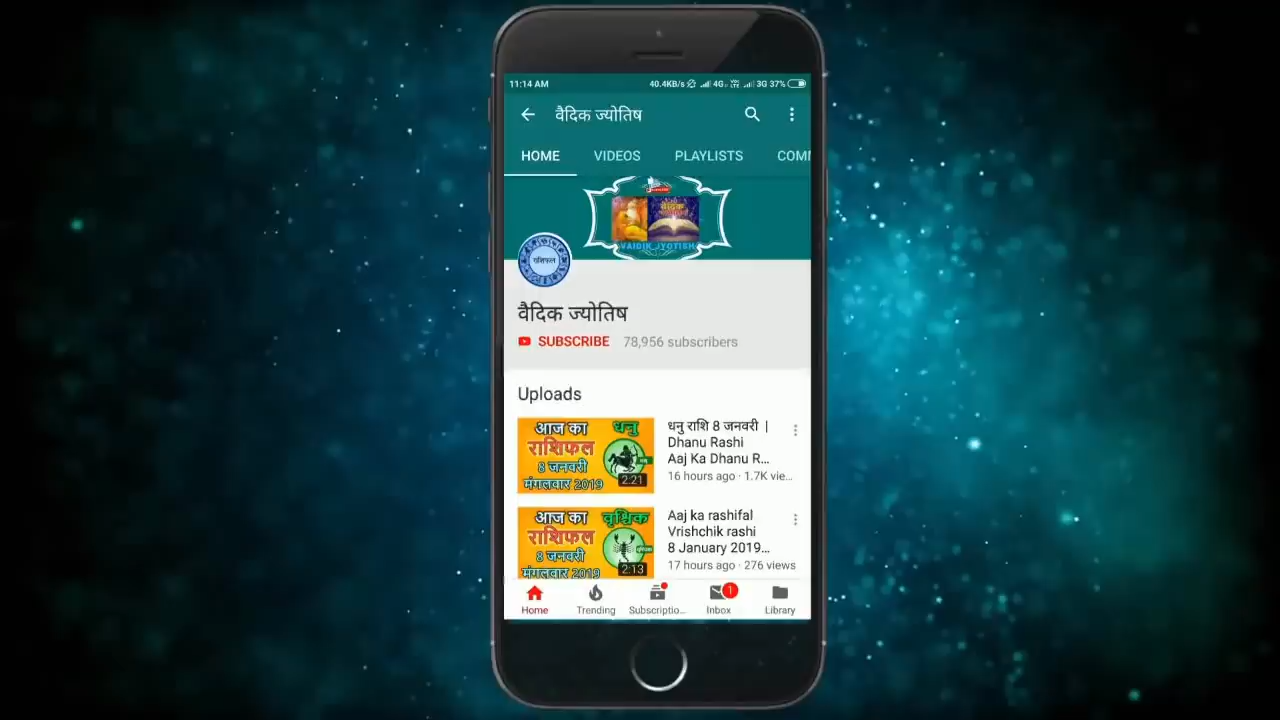 11:14 AM 40.4KB/s 4G 3G 37%
वैदिक ज्योतिष
HOME VIDEOS PLAYLISTS COMM
वैदिक
VAIDIK JYOTISH
राशिफल
वैदिक ज्योतिष
SUBSCRIBE 78,956 subscribers
Uploads
आज का धनु
राशिफल
8 जनवरी
मंगलवार 2019
2:21
धनु राशि 8 जनवरी |
Dhanu Rashi
Aaj Ka Dhanu R...
16 hours ago · 1.7K vie...
आज का वृश्चिक
राशिफल
8 जनवरी
मंगलवार 2019
2:13
Aaj ka rashifal
Vrishchik rashi
8 January 2019...
17 hours ago · 276 views
Home Trending Subscriptio... Inbox 1 Library